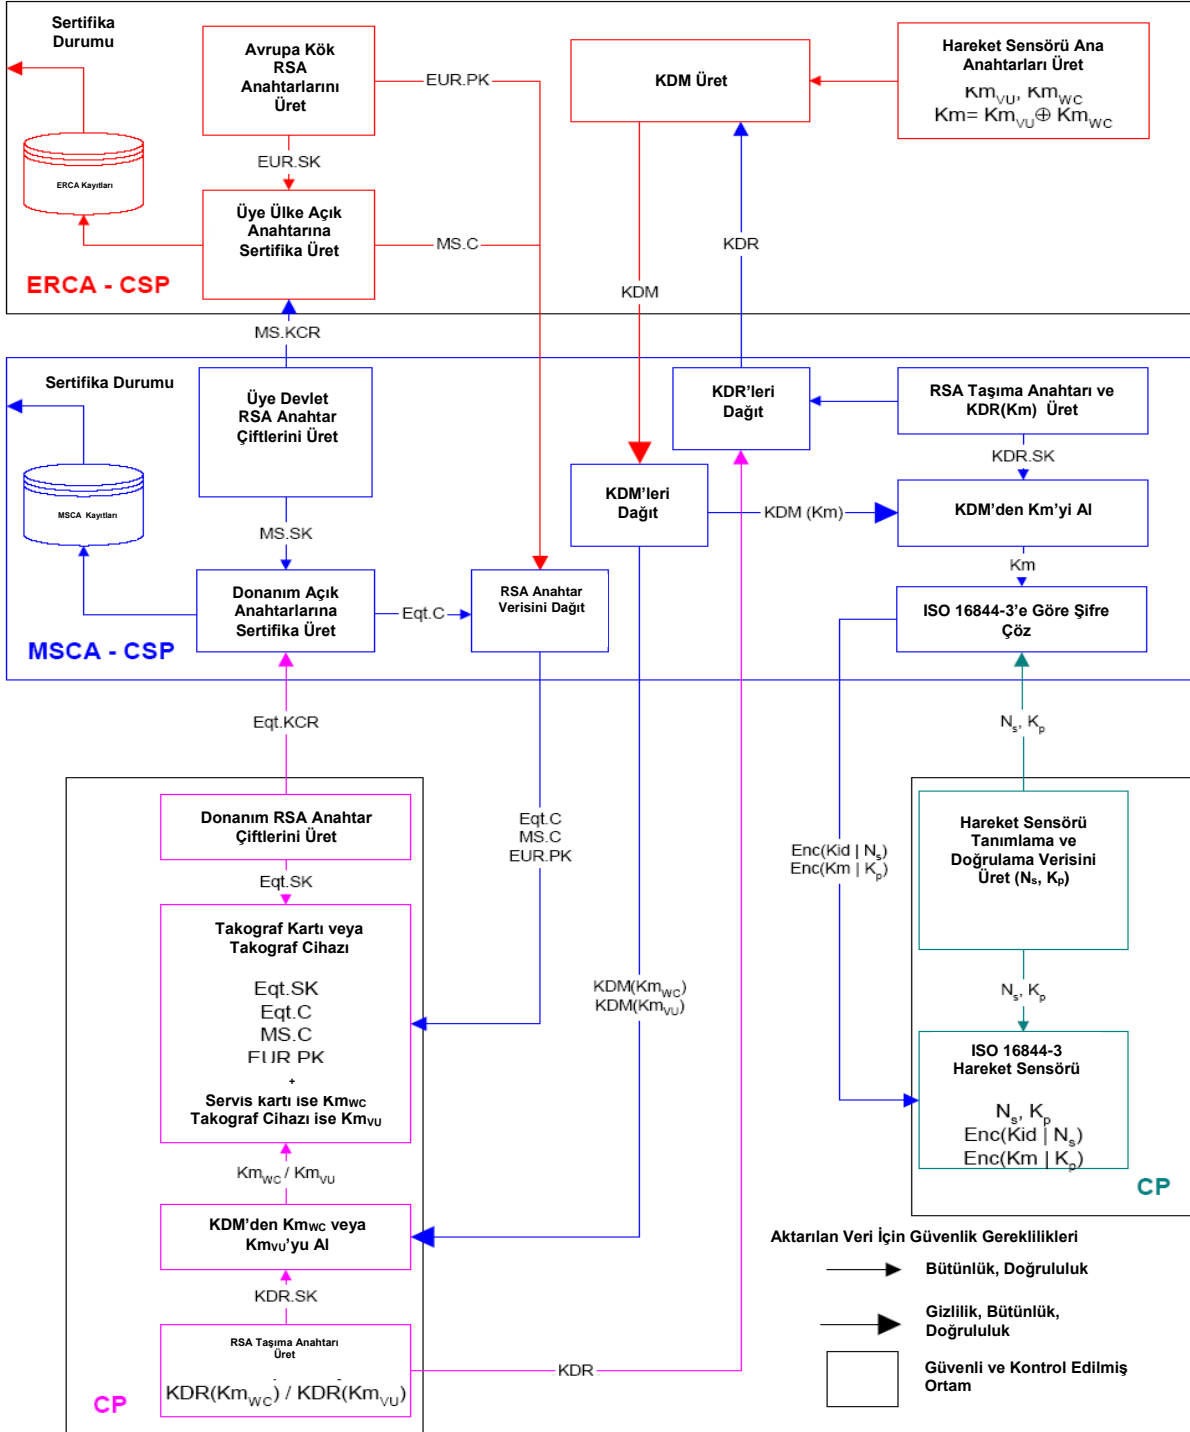 Sertifika
Durumu
Avrupa Kök
RSA
Anahtarlarını
Üret
EUR.PK
KDM Üret
Hareket Sensörü Ana
Anahtarları Üret
Km_VU, Km_WC
Km= Km_VU ⊕ Km_WC
EUR.SK
ERCA Kayıtları
Üye Ülke Açık
Anahtarına
Sertifika Üret
MS.C
KDR
KDM
ERCA - CSP
MS.KCR
Sertifika Durumu
Üye Devlet
RSA Anahtar
Çiftlerini Üret
KDR'leri
Dağıt
RSA Taşıma Anahtarı ve
KDR(Km) Üret
KDR.SK
MSCA Kayıtları
KDM'leri
Dağıt
KDM (Km)
KDM'den Km'yi Al
MS.SK
Km
Donanım Açık
Anahtarlarına
Sertifika Üret
Eqt.C
RSA Anahtar
Verisini Dağıt
ISO 16844-3'e Göre Şifre
Çöz
MSCA - CSP
Eqt.KCR
N_s, K_p
Donanım RSA Anahtar
Çiftlerini Üret
Eqt.C
MS.C
EUR.PK
Enc(Kid | N_s)
Enc(Km | K_p)
Hareket Sensörü
Tanımlama ve
Doğrulama Verisini
Üret (N_s, K_p)
Eqt.SK
Takograf Kartı veya
Takograf Cihazı
Eqt.SK
Eqt.C
MS.C
EUR.PK
+
Servis kartı ise Km_WC
Takograf Cihazı ise Km_VU
KDM(Km_WC)
KDM(Km_VU)
N_s, K_p
ISO 16844-3
Hareket Sensörü
N_s, K_p
Enc(Kid | N_s)
Enc(Km | K_p)
Km_WC / Km_VU
CP
KDM'den Km_WC veya
Km_VU'yu Al
Aktarılan Veri İçin Güvenlik Gereklilikleri
Bütünlük, Doğrululuk
KDR.SK
Gizlilik, Bütünlük,
Doğrululuk
RSA Taşıma Anahtarı
Üret
KDR(Km_WC) / KDR(Km_VU)
KDR
Güvenli ve Kontrol Edilmiş
Ortam
CP